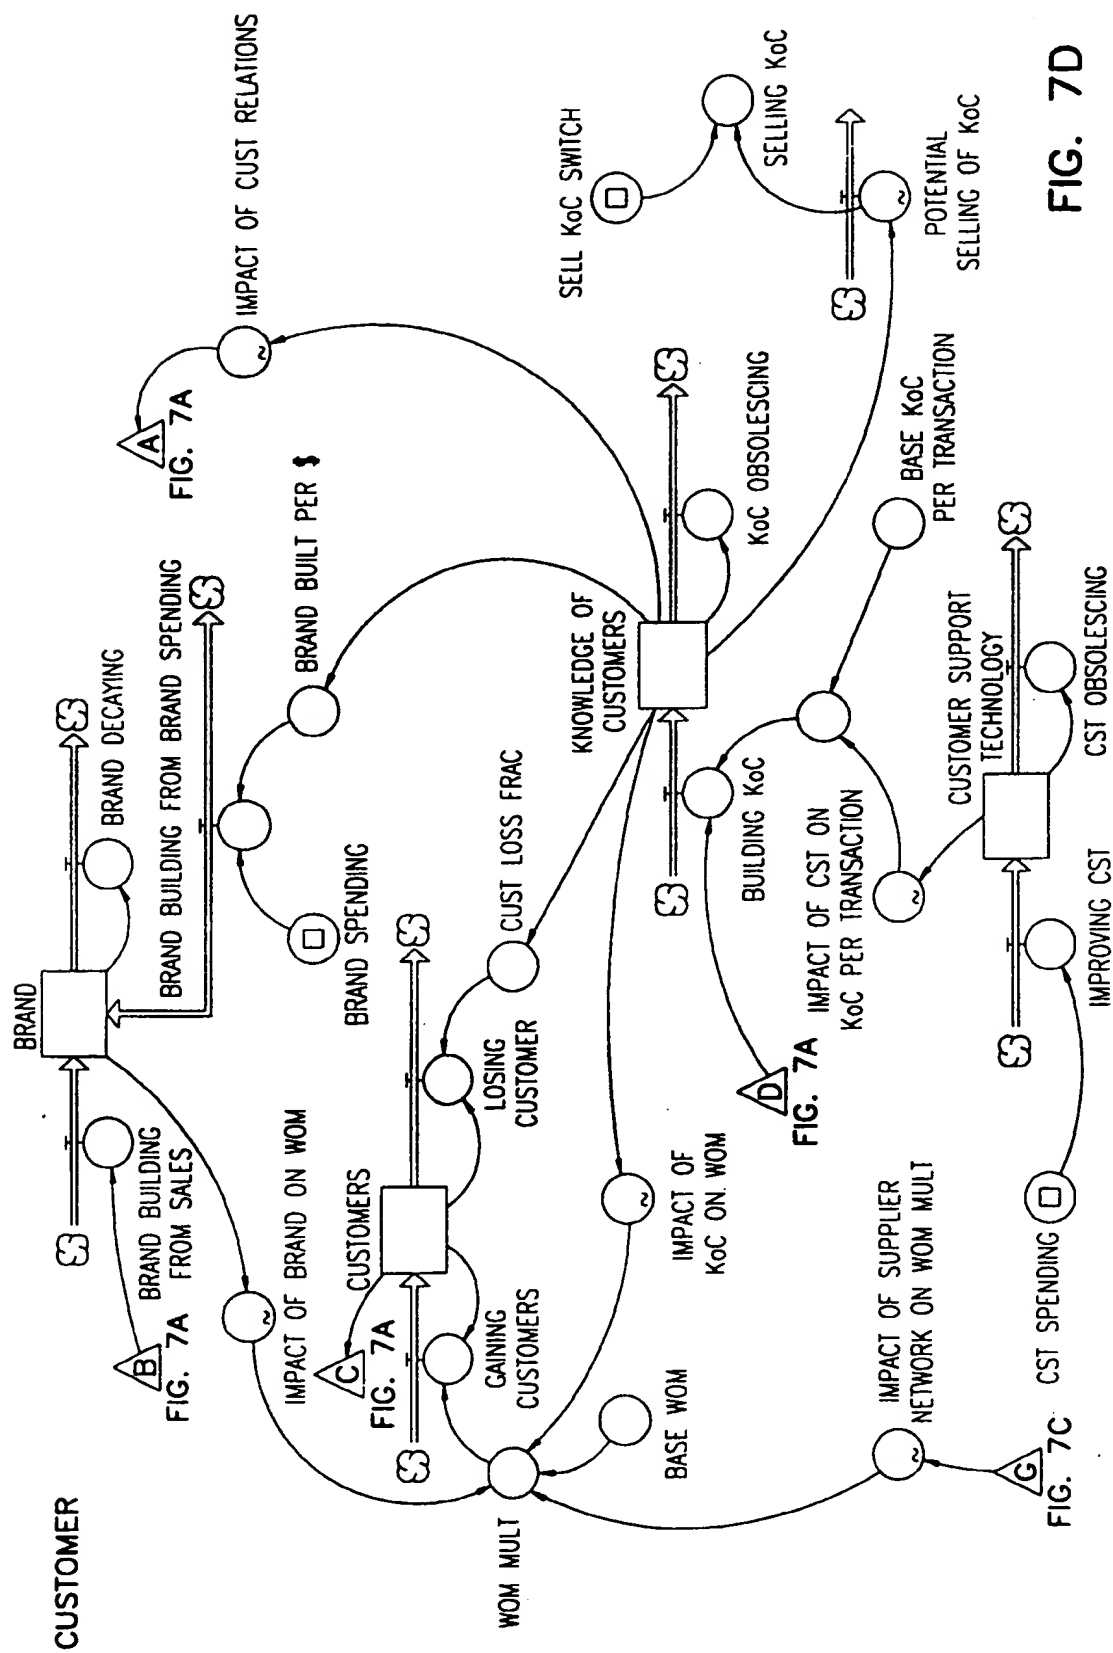 CUSTOMER
B
FIG. 7A
BRAND BUILDING
FROM SALES
BRAND
BRAND DECAYING
BRAND BUILDING FROM BRAND SPENDING
BRAND SPENDING
BRAND BUILT PER $
A
FIG. 7A
IMPACT OF CUST RELATIONS
IMPACT OF BRAND ON WOM
C
FIG. 7A
CUSTOMERS
GAINING
CUSTOMERS
LOSING
CUSTOMER
CUST LOSS FRAC
WOM MULT
BASE WOM
IMPACT OF
KoC ON WOM
KNOWLEDGE OF
CUSTOMERS
BUILDING KoC
KoC OBSOLESCING
SELL KoC SWITCH
SELLING KoC
POTENTIAL
SELLING OF KoC
D
FIG. 7A
IMPACT OF CST ON
KoC PER TRANSACTION
BASE KoC
PER TRANSACTION
IMPACT OF SUPPLIER
NETWORK ON WOM MULT
G
FIG. 7C
CST SPENDING
IMPROVING CST
CUSTOMER SUPPORT
TECHNOLOGY
CST OBSOLESCING
FIG. 7D